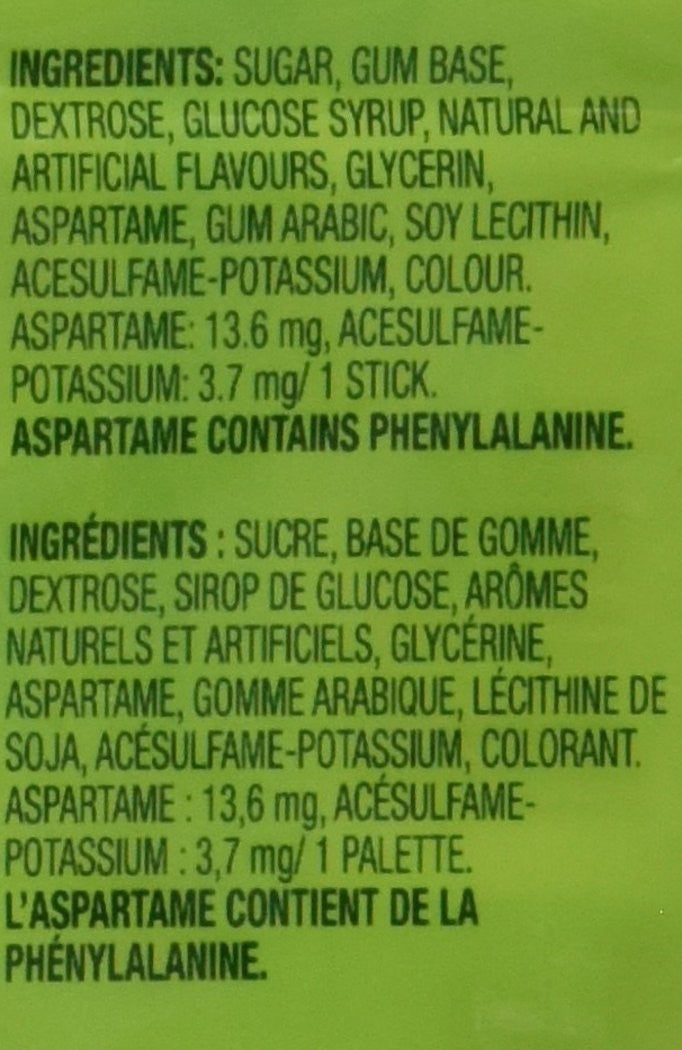 INGREDIENTS: SUGAR, GUM BASE,
DEXTROSE, GLUCOSE SYRUP, NATURAL AND
ARTIFICIAL FLAVOURS, GLYCERIN,
ASPARTAME, GUM ARABIC, SOY LECITHIN,
ACESULFAME-POTASSIUM, COLOUR.
ASPARTAME: 13.6 mg, ACESULFAME-
POTASSIUM: 3.7 mg/ 1 STICK.
ASPARTAME CONTAINS PHENYLALANINE.
INGRÉDIENTS : SUCRE, BASE DE GOMME,
DEXTROSE, SIROP DE GLUCOSE, ARÔMES
NATURELS ET ARTIFICIELS, GLYCÉRINE,
ASPARTAME, GOMME ARABIQUE, LÉCITHINE DE
SOJA, ACÉSULFAME-POTASSIUM, COLORANT.
ASPARTAME : 13,6 mg, ACÉSULFAME-
POTASSIUM : 3,7 mg/ 1 PALETTE.
L'ASPARTAME CONTIENT DE LA
PHÉNYLALANINE.